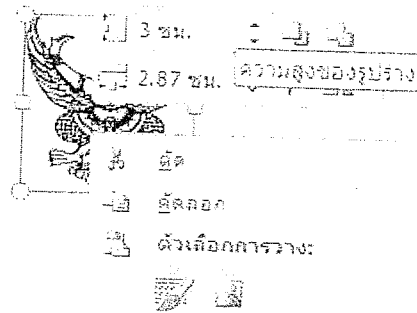 3 ซม.
2.87 ซม.
ความสูงของรูปร่าง
ตัด
คัดลอก
ตัวเลือกการวาง: